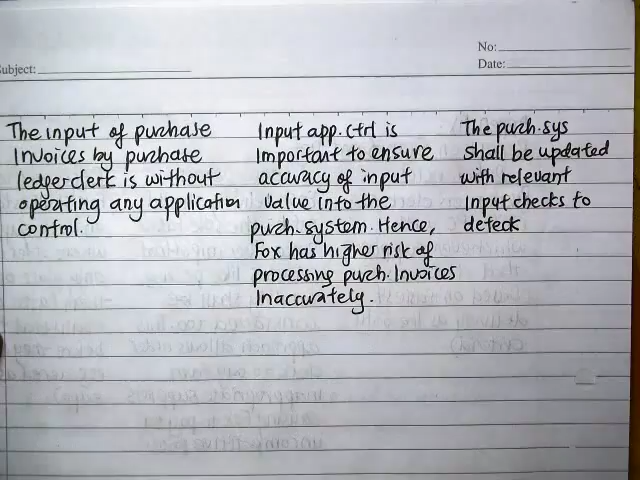 No:
Subject:
Date:
The input of purchase
Invoices by purchase
ledger clerk is without
operating any application
control.
Input app. ctrl is
Important to ensure
accuracy of input
value into the
purch. system. Hence,
Fox has higher risk of
processing purch. Invoices
Inaccurately.
The purch. sys
shall be updated
with relevant
input checks to
detect